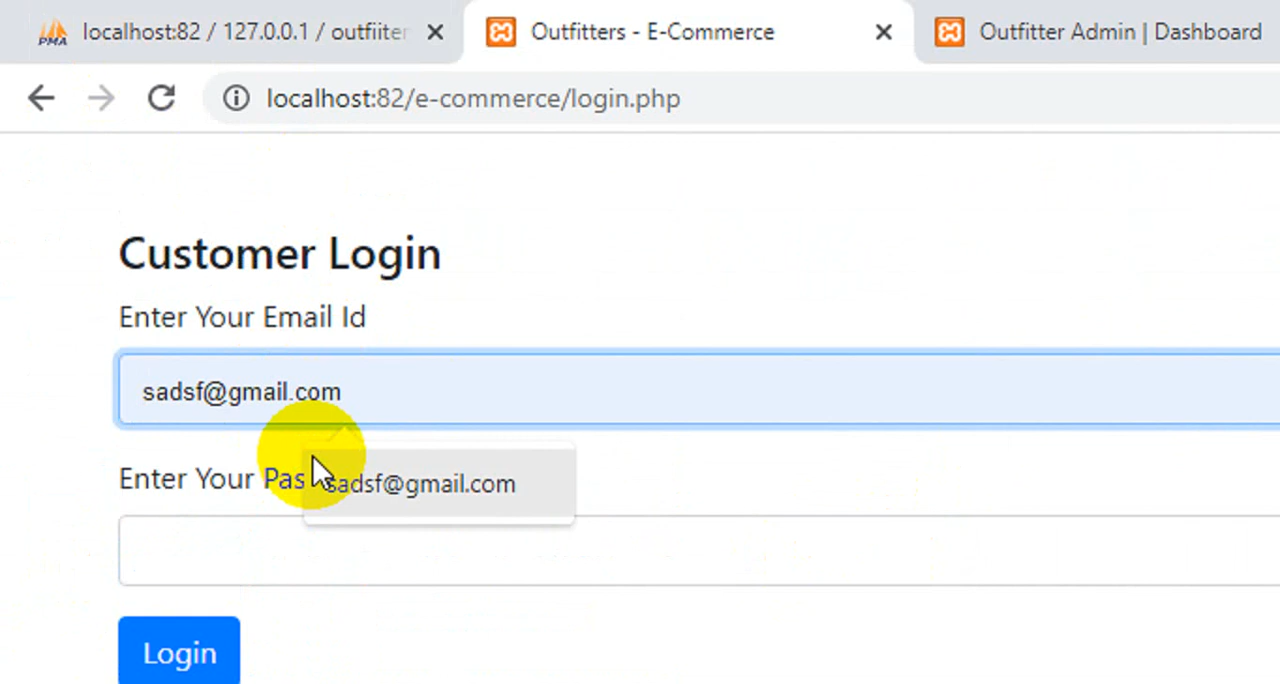 localhost:82 / 127.0.0.1 / outfiiter
Outfitters - E-Commerce
Outfitter Admin | Dashboard
localhost:82/e-commerce/login.php
Customer Login
Enter Your Email Id
sadsf@gmail.com
Enter Your Pas
sadsf@gmail.com
Login